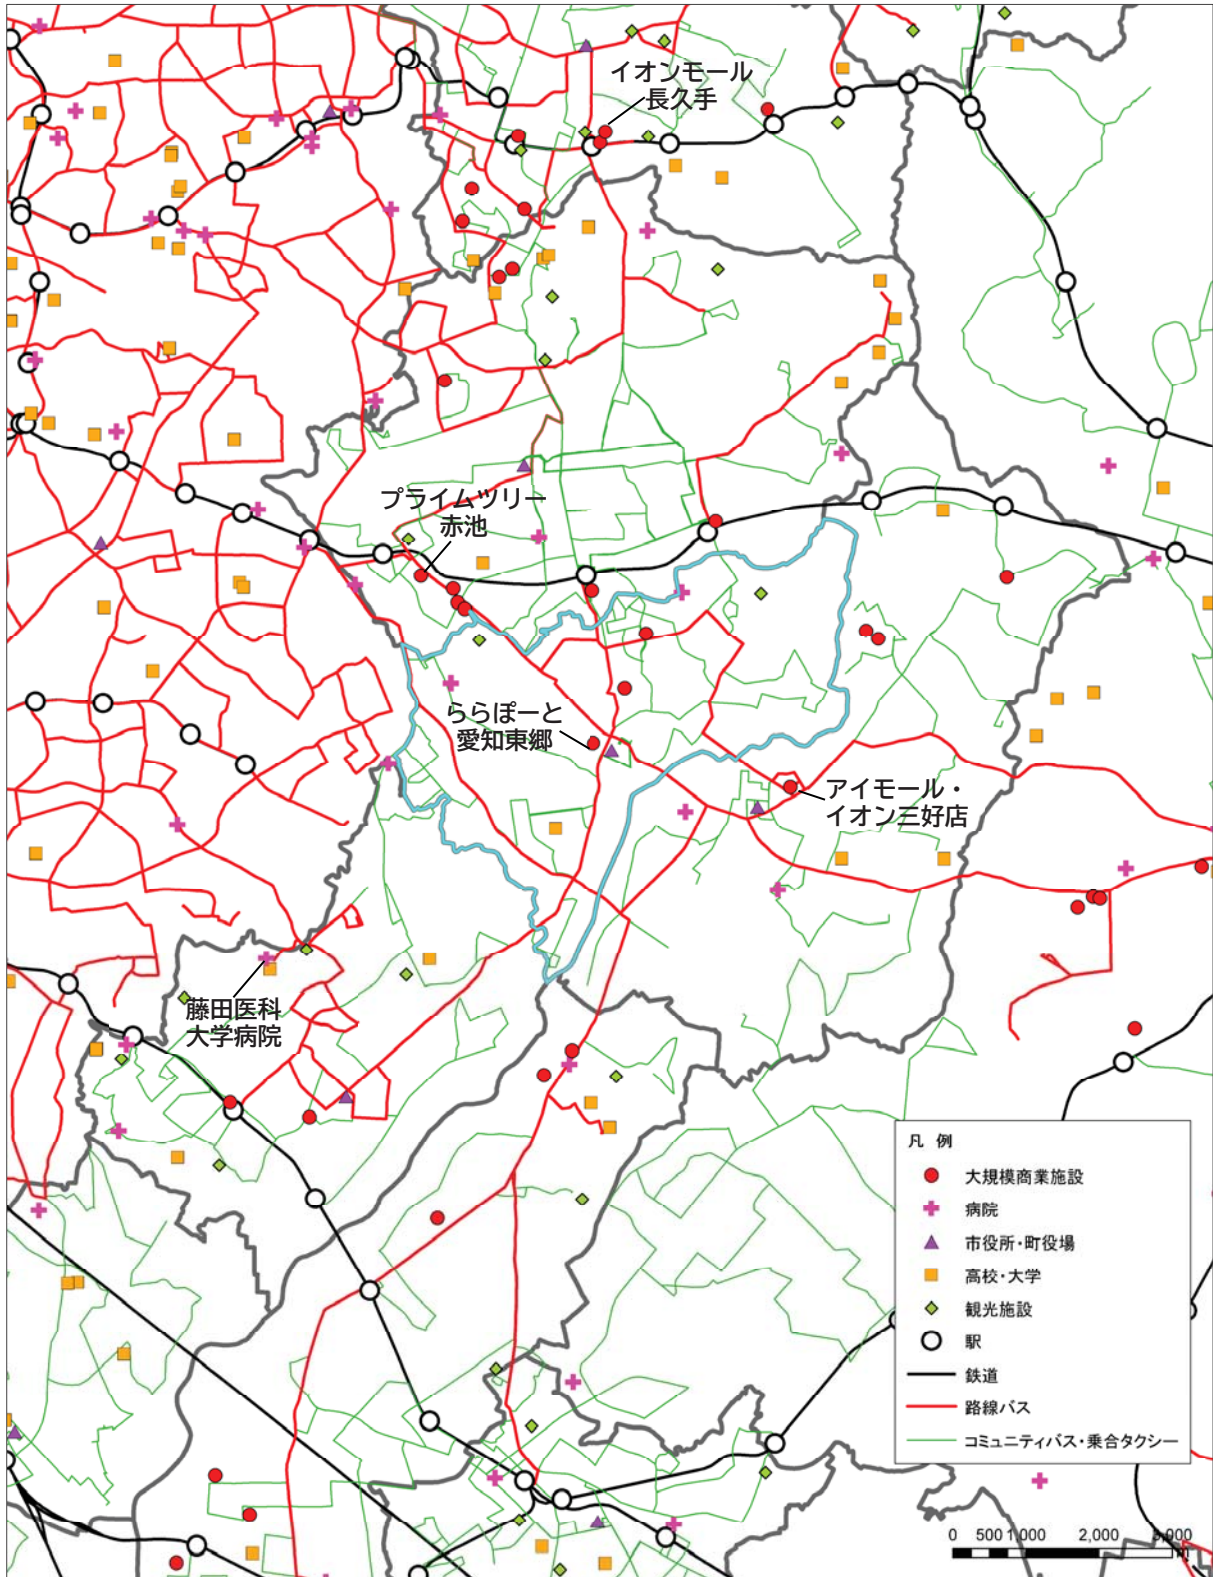 イオンモール
長久手
プライムツリー
赤池
ららぽーと
愛知東郷
アイモール・
イオン三好店
藤田医科
大学病院
凡 例
大規模商業施設
病院
市役所・町役場
高校・大学
観光施設
駅
鉄道
路線バス
コミュニティバス・乗合タクシー
0 500 1,000 2,000 3,000
m